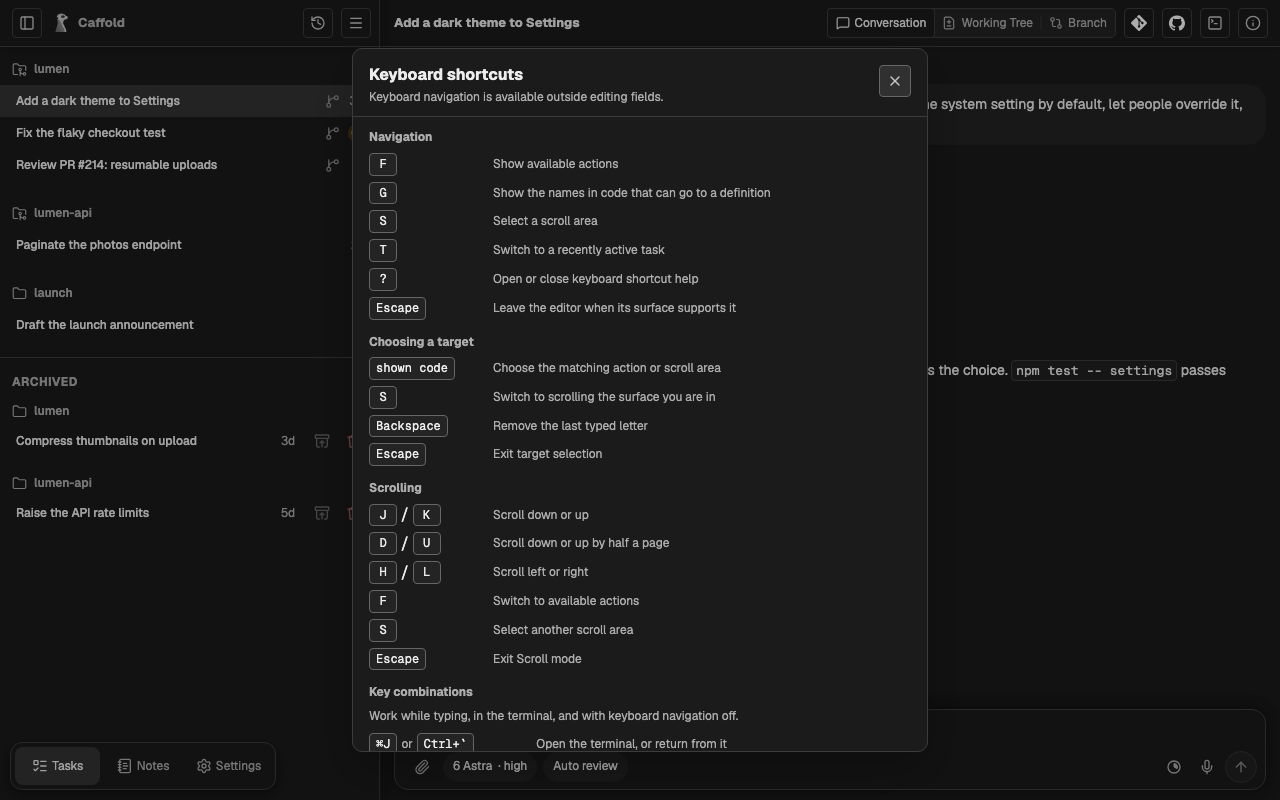 Caffold
Add a dark theme to Settings
Conversation
Working Tree
Branch
lumen
Add a dark theme to Settings
Fix the flaky checkout test
Review PR #214: resumable uploads
lumen-api
Paginate the photos endpoint
launch
Draft the launch announcement
ARCHIVED
lumen
Compress thumbnails on upload 3d
lumen-api
Raise the API rate limits 5d
Tasks
Notes
Settings
system setting by default, let people override it,
the choice. npm test -- settings passes
Keyboard shortcuts
Keyboard navigation is available outside editing fields.
Navigation
F Show available actions
G Show the names in code that can go to a definition
S Select a scroll area
T Switch to a recently active task
? Open or close keyboard shortcut help
Escape Leave the editor when its surface supports it
Choosing a target
shown code Choose the matching action or scroll area
S Switch to scrolling the surface you are in
Backspace Remove the last typed letter
Escape Exit target selection
Scrolling
J / K Scroll down or up
D / U Scroll down or up by half a page
H / L Scroll left or right
F Switch to available actions
S Select another scroll area
Escape Exit Scroll mode
Key combinations
Work while typing, in the terminal, and with keyboard navigation off.
⌘J or Ctrl+` Open the terminal, or return from it
6 Astra · high
Auto review